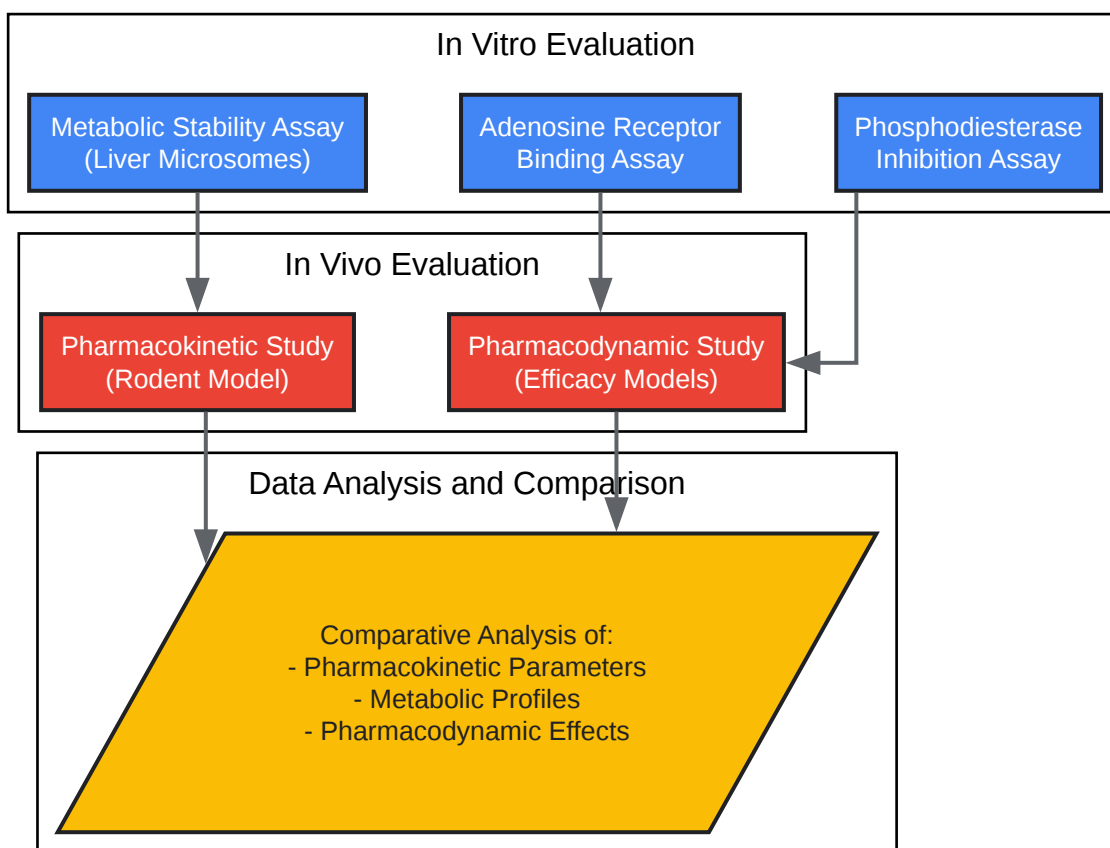 In Vitro Evaluation
Metabolic Stability Assay
(Liver Microsomes)
Adenosine Receptor
Binding Assay
Phosphodiesterase
Inhibition Assay
In Vivo Evaluation
Pharmacokinetic Study
(Rodent Model)
Pharmacodynamic Study
(Efficacy Models)
Data Analysis and Comparison
Comparative Analysis of:
- Pharmacokinetic Parameters
- Metabolic Profiles
- Pharmacodynamic Effects